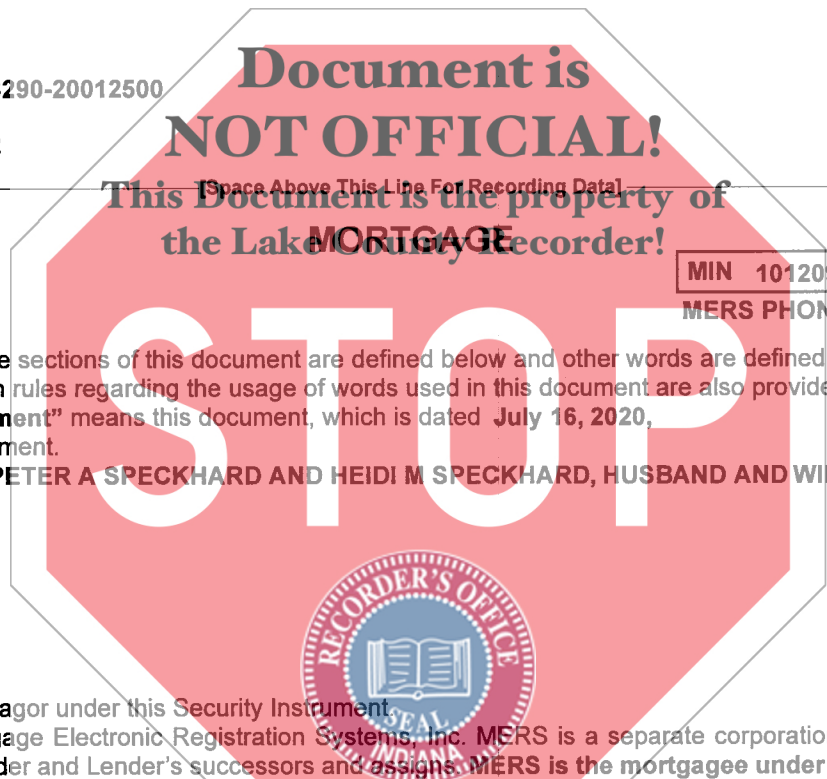 Document is
290-20012500
NOT OFFICIAL!
[Space Above This Line For Recording Data]
This Document is the property of
the Lake County Recorder!
MORTGAGE
MIN 10120
MERS PHON
STOP
e sections of this document are defined below and other words are defined
n rules regarding the usage of words used in this document are also provide
ment” means this document, which is dated July 16, 2020,
ment.
PETER A SPECKHARD AND HEIDI M SPECKHARD, HUSBAND AND WI
RECORDER'S OFFICE
SEAL
INDIANA
agor under this Security Instrument.
age Electronic Registration Systems, Inc. MERS is a separate corporatio
der and Lender's successors and assigns. MERS is the mortgagee under